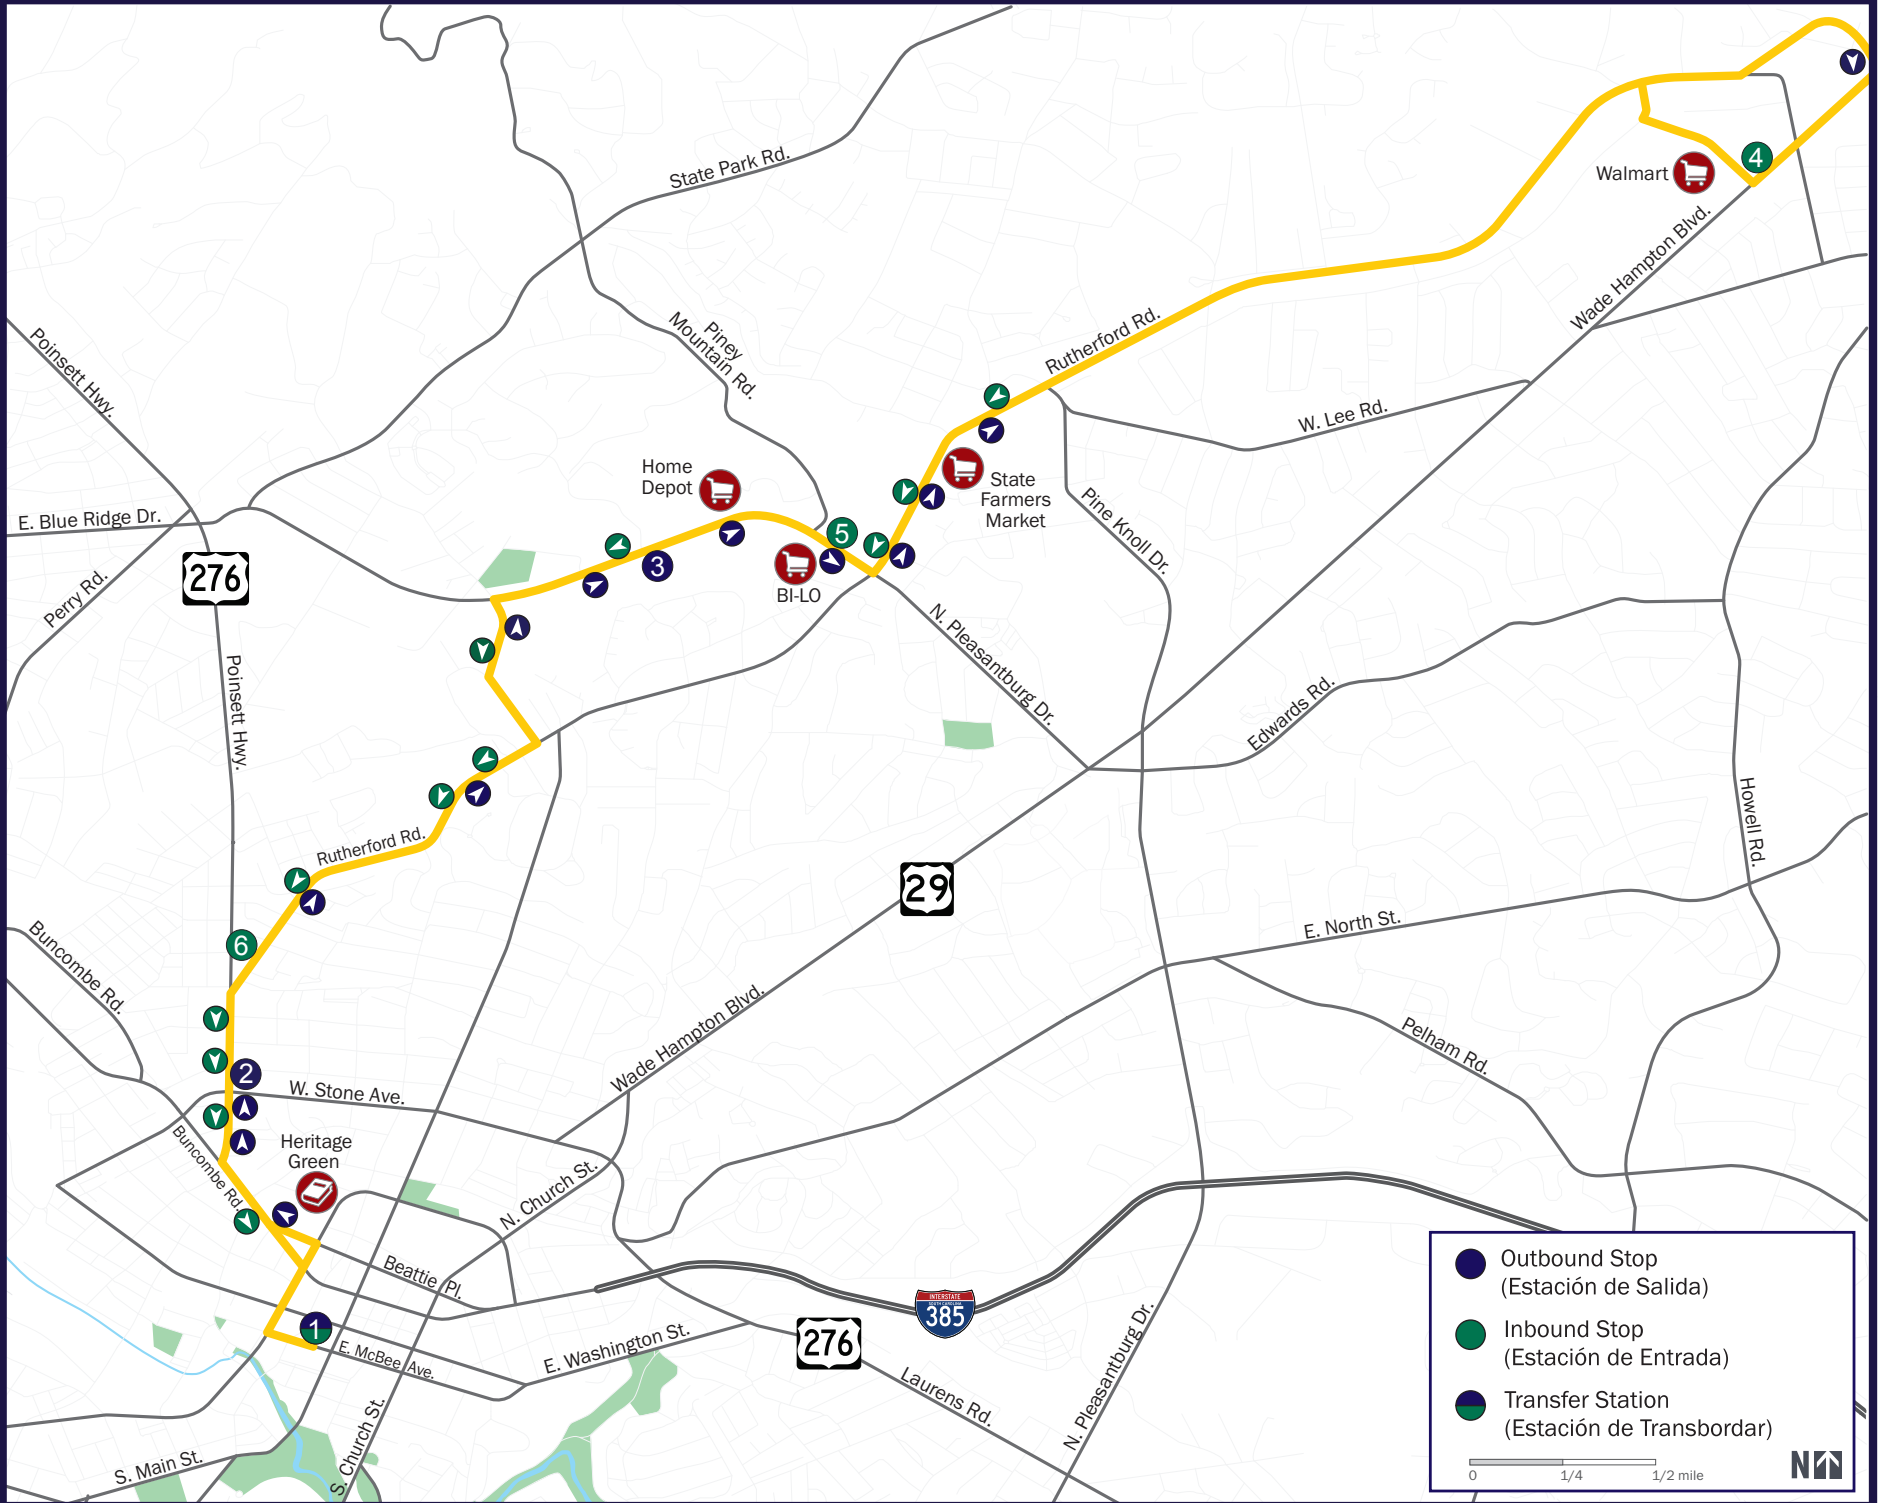 State Park Rd.
4
Walmart
Wade Hampton Blvd.
Piney
Mountain Rd.
Rutherford Rd.
Poinsett Hwy.
W. Lee Rd.
Home
Depot
State
Farmers
Market
Pine Knoll Dr.
E. Blue Ridge Dr.
5
3
276
BI-LO
Perry Rd.
N. Pleasantburg Dr.
Poinsett Hwy.
Edwards Rd.
Howell Rd.
Rutherford Rd.
29
6
E. North St.
Buncombe Rd.
Wade Hampton Blvd.
Pelham Rd.
2
W. Stone Ave.
Buncombe Rd.
Heritage
Green
N. Church St.
Beattie Pl.
1
E. McBee Ave.
E. Washington St.
INTERSTATE
SOUTH CAROLINA
385
276
Laurens Rd.
N. Pleasantburg Dr.
S. Church St.
S. Main St.
Outbound Stop
(Estación de Salida)
Inbound Stop
(Estación de Entrada)
Transfer Station
(Estación de Transbordar)
0 1/4 1/2 mile
N